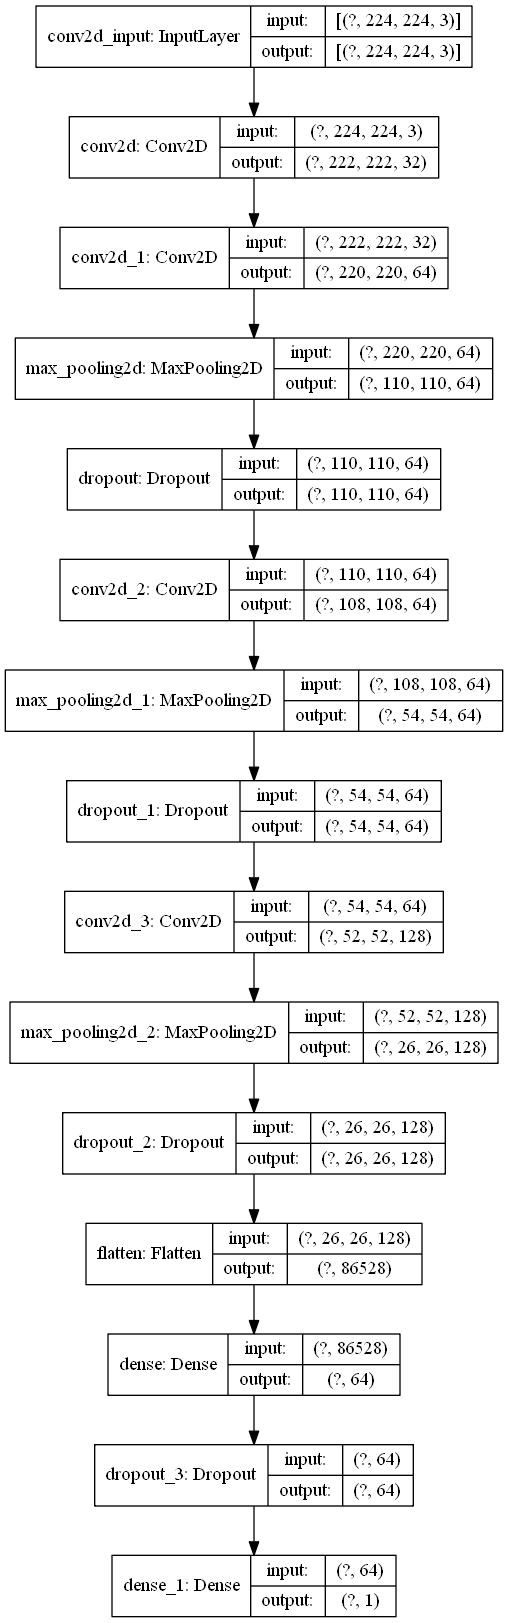 conv2d_input: InputLayer
input: [(?, 224, 224, 3)]
output: [(?, 224, 224, 3)]
conv2d: Conv2D
input: (?, 224, 224, 3)
output: (?, 222, 222, 32)
conv2d_1: Conv2D
input: (?, 222, 222, 32)
output: (?, 220, 220, 64)
max_pooling2d: MaxPooling2D
input: (?, 220, 220, 64)
output: (?, 110, 110, 64)
dropout: Dropout
input: (?, 110, 110, 64)
output: (?, 110, 110, 64)
conv2d_2: Conv2D
input: (?, 110, 110, 64)
output: (?, 108, 108, 64)
max_pooling2d_1: MaxPooling2D
input: (?, 108, 108, 64)
output: (?, 54, 54, 64)
dropout_1: Dropout
input: (?, 54, 54, 64)
output: (?, 54, 54, 64)
conv2d_3: Conv2D
input: (?, 54, 54, 64)
output: (?, 52, 52, 128)
max_pooling2d_2: MaxPooling2D
input: (?, 52, 52, 128)
output: (?, 26, 26, 128)
dropout_2: Dropout
input: (?, 26, 26, 128)
output: (?, 26, 26, 128)
flatten: Flatten
input: (?, 26, 26, 128)
output: (?, 86528)
dense: Dense
input: (?, 86528)
output: (?, 64)
dropout_3: Dropout
input: (?, 64)
output: (?, 64)
dense_1: Dense
input: (?, 64)
output: (?, 1)